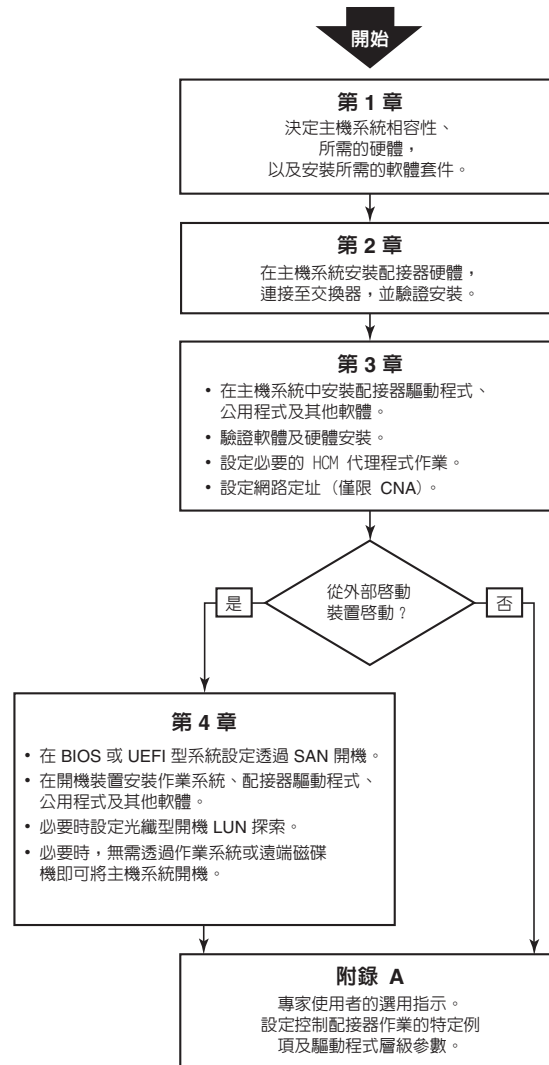 開始
第 1 章
決定主機系統相容性、
所需的硬體，
以及安裝所需的軟體套件。
第 2 章
在主機系統安裝配接器硬體，
連接至交換器，並驗證安裝。
第 3 章
• 在主機系統中安裝配接器驅動程式、
公用程式及其他軟體。
• 驗證軟體及硬體安裝。
• 設定必要的 HCM 代理程式作業。
• 設定網路定址（僅限 CNA）。
從外部啓動
裝置啓動？
是
否
第 4 章
• 在 BIOS 或 UEFI 型系統設定透過 SAN 開機。
• 在開機裝置安裝作業系統、配接器驅動程式、
公用程式及其他軟體。
• 必要時設定光纖型開機 LUN 探索。
• 必要時，無需透過作業系統或遠端磁碟
機即可將主機系統開機。
附錄 A
專家使用者的選用指示。
設定控制配接器作業的特定例
項及驅動程式層級參數。